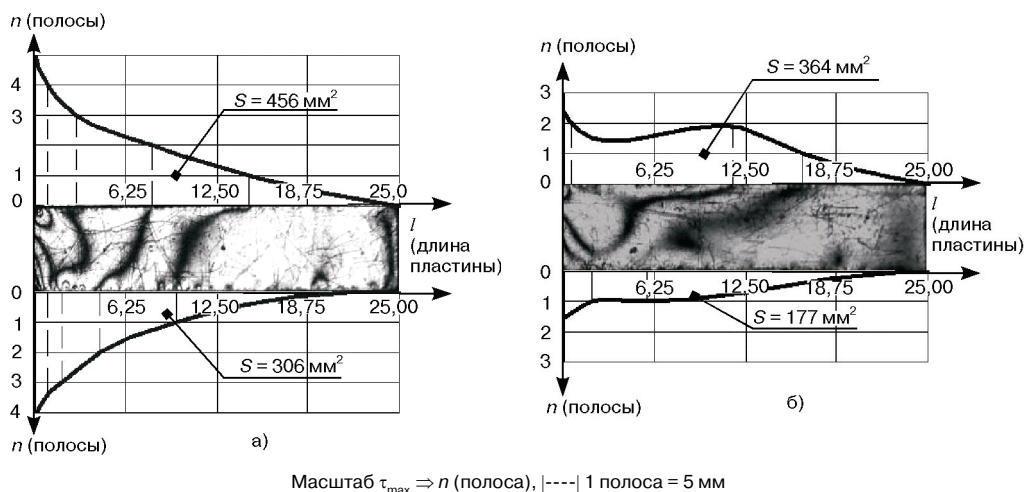 n (полосы)
4
3
2
1
0
S = 456 мм²
6,25
12,50
18,75
25,0
l
(длина
пластины)
0
1
2
3
4
6,25
12,50
18,75
25,00
S = 306 мм²
n (полосы)
а)
n (полосы)
3
2
1
0
S = 364 мм²
6,25
12,50
18,75
25,00
l
(длина
пластины)
0
1
2
3
6,25
12,50
18,75
25,00
S = 177 мм²
n (полосы)
б)
Масштаб τmax ⇒ n (полоса), |----| 1 полоса = 5 мм